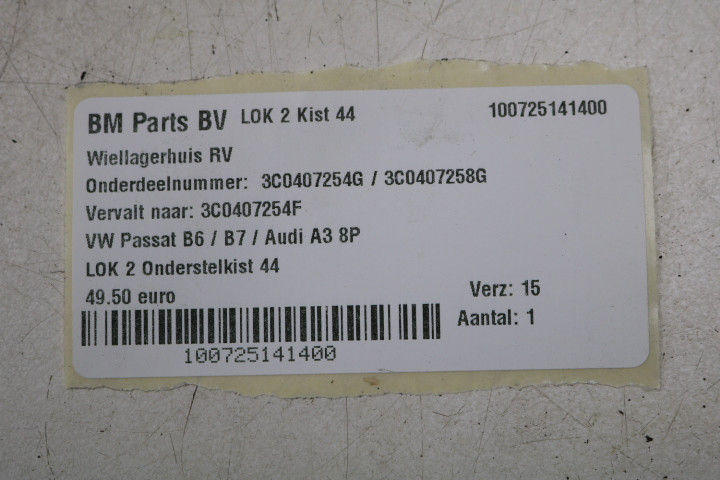 BM Parts BV LOK 2 Kist 44 100725141400
Wiellagerhuis RV
Onderdeelnummer: 3C0407254G / 3C0407258G
Vervalt naar: 3C0407254F
VW Passat B6 / B7 / Audi A3 8P
LOK 2 Onderstelkist 44
49.50 euro Verz: 15
Aantal: 1
100725141400